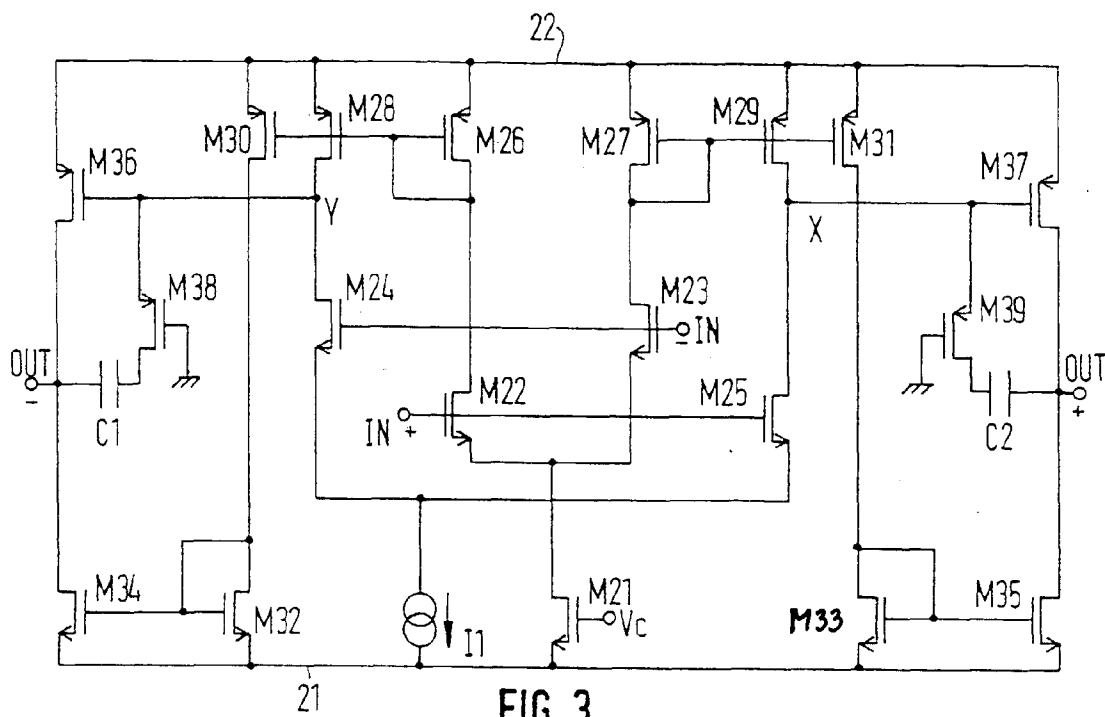 22
M30
M28
M26
M27
M29
M31
M36
M37
Y
X
M38
M24
M23
M39
IN
-
OUT
-
C1
M22
IN
+
M25
C2
OUT
+
M34
M32
I1
M21
Vc
M33
M35
21
FIG. 3